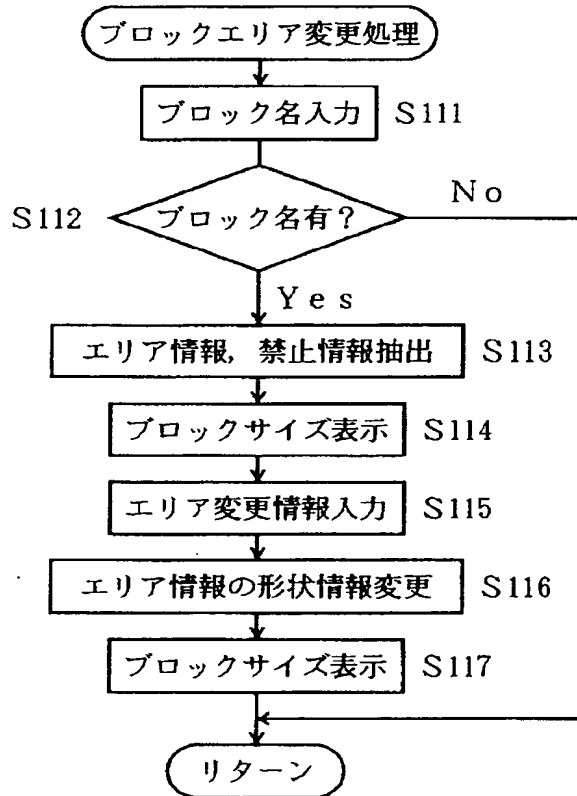 ブロックエリア変更処理
ブロック名入力 S111
S112 ブロック名有？ No
Yes
エリア情報，禁止情報抽出 S113
ブロックサイズ表示 S114
エリア変更情報入力 S115
エリア情報の形状情報変更 S116
ブロックサイズ表示 S117
リターン